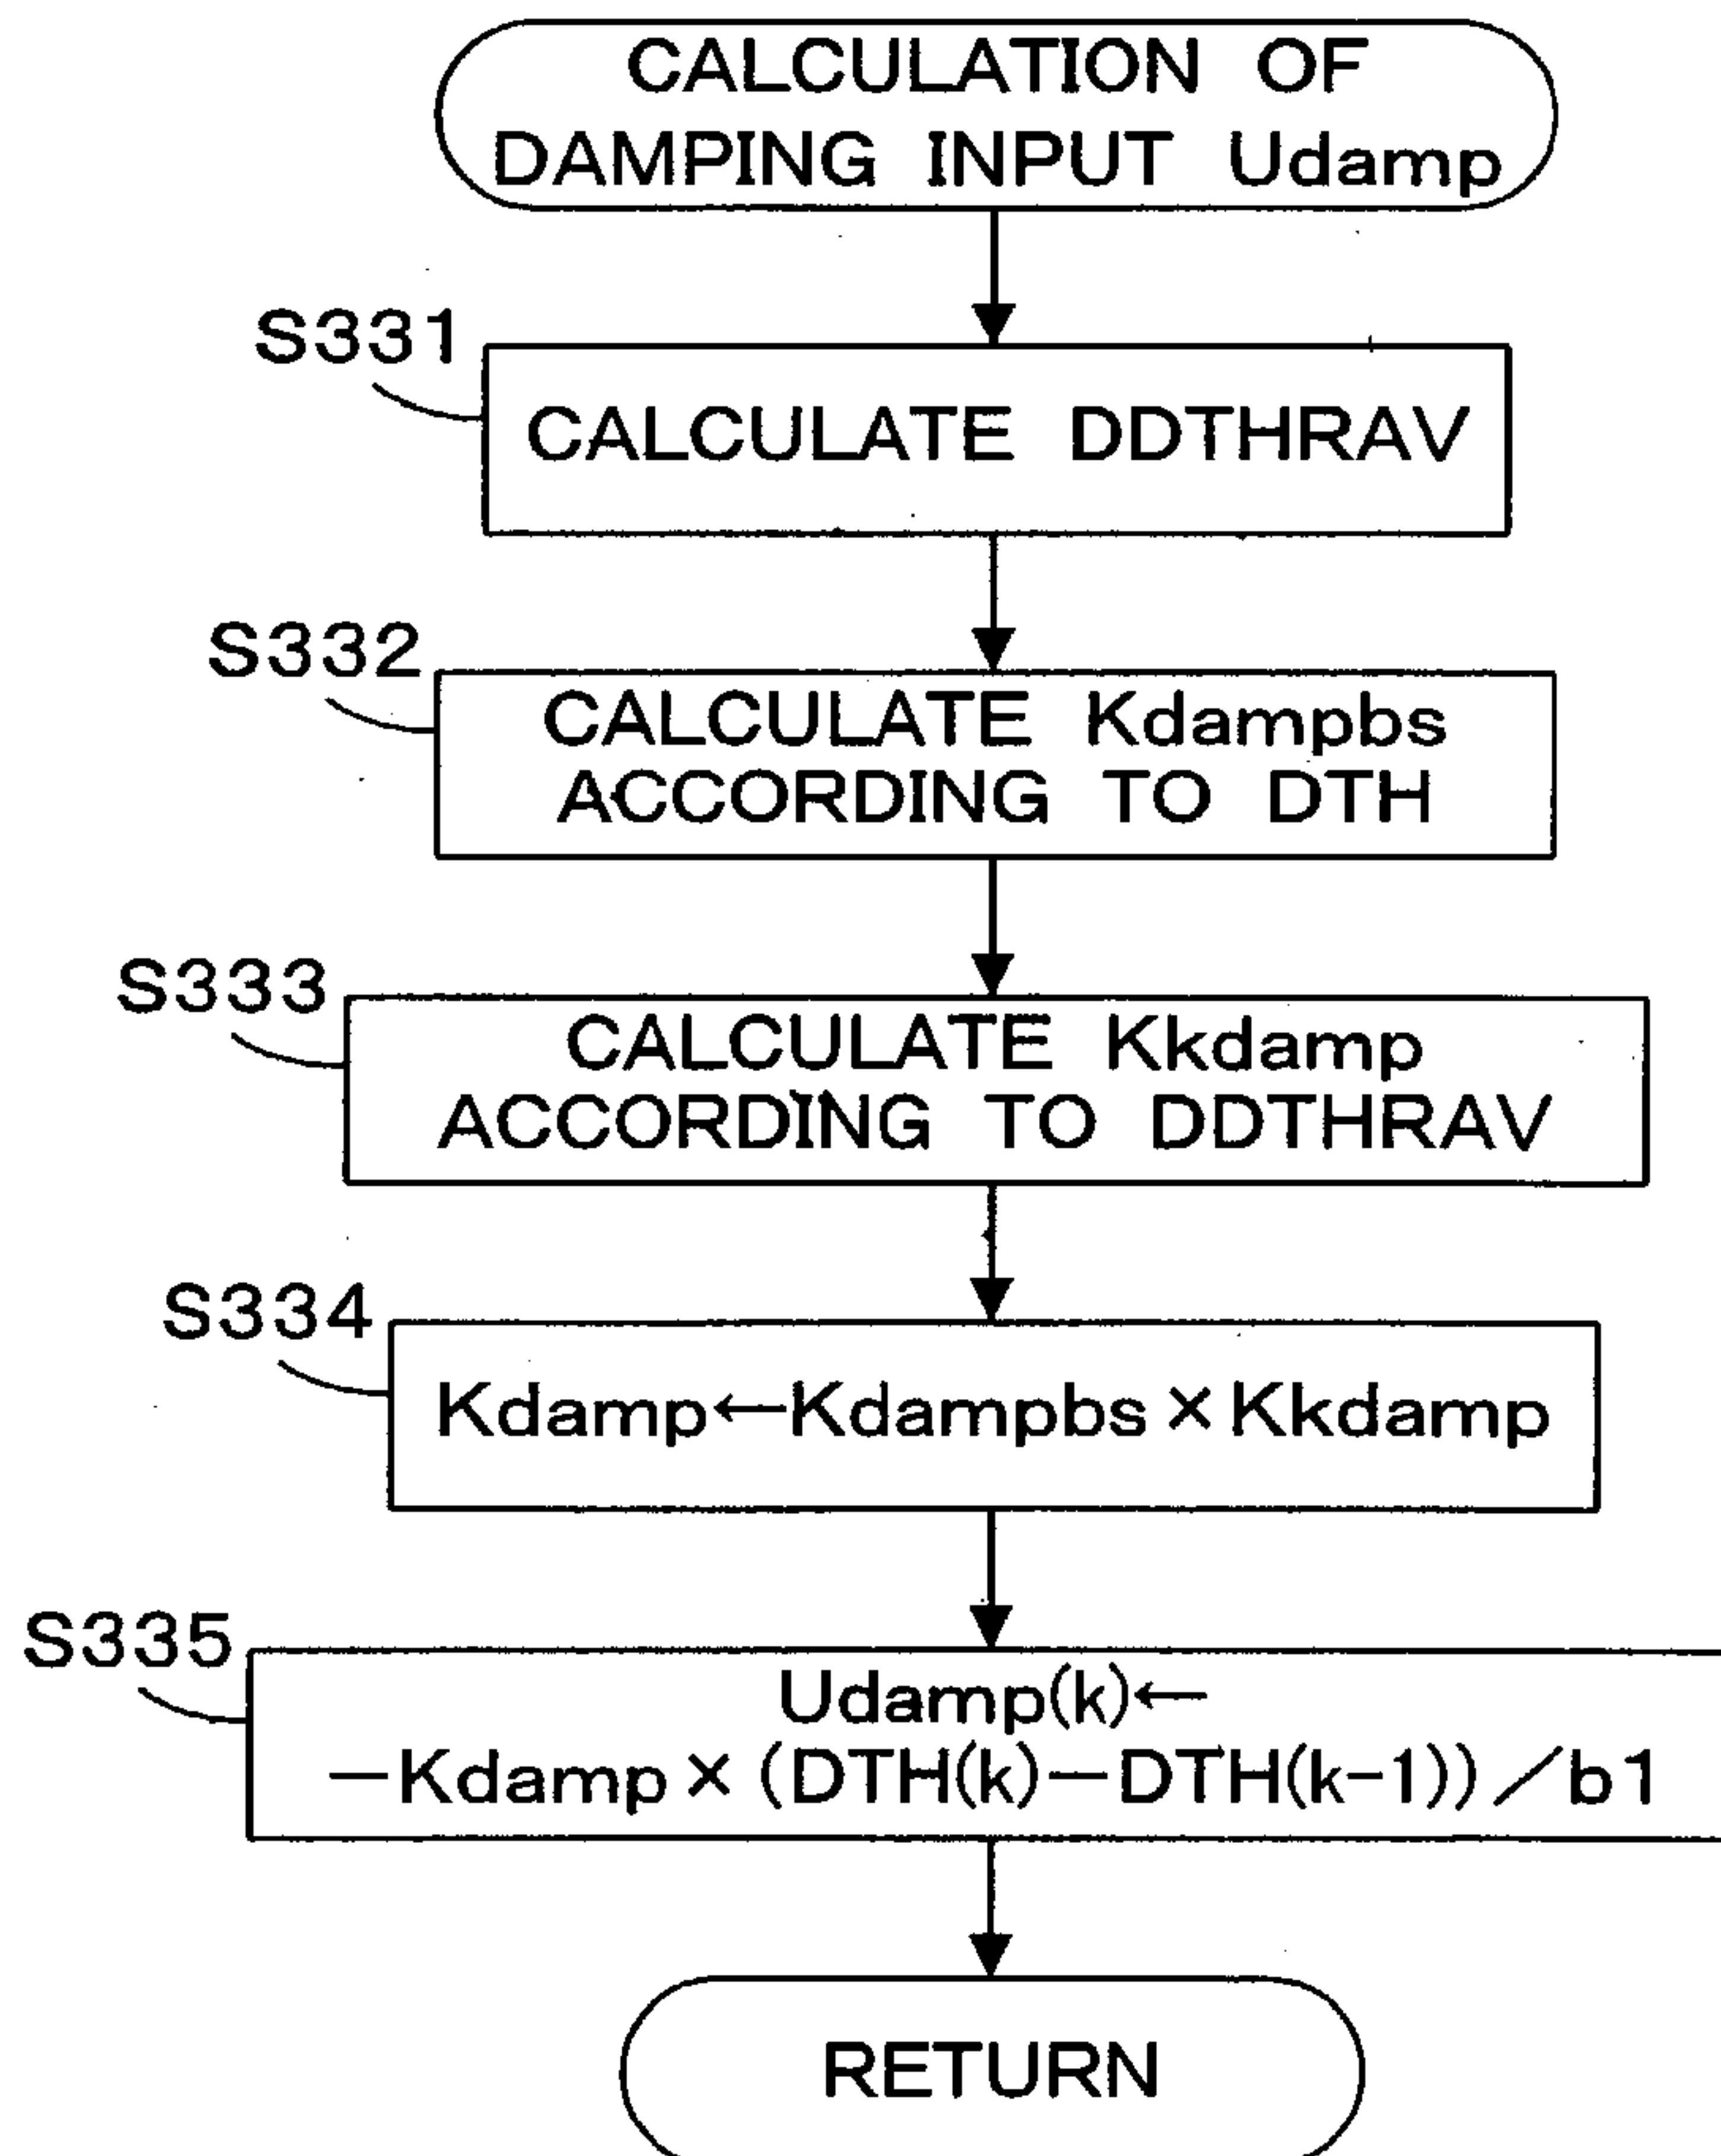 CALCULATION OF
DAMPING INPUT Udamp
S331
CALCULATE DDTHRAV
S332
CALCULATE Kdampbs
ACCORDING TO DTH
S333
CALCULATE Kkdamp
ACCORDING TO DDTHRAV
S334
Kdamp←Kdampbs×Kkdamp
S335
Udamp(k)←
−Kdamp×(DTH(k)−DTH(k−1))/b1
RETURN